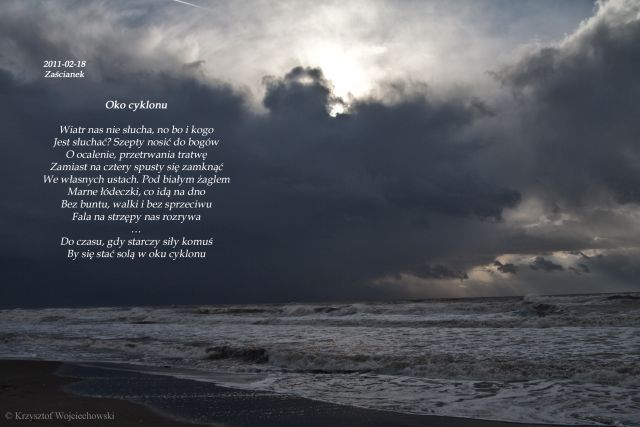 2011-02-18
Zaścianek
Oko cyklonu
Wiatr nas nie słucha, no bo i kogo
Jest słuchać? Szepty nosić do bogów
O ocalenie, przetrwania tratwę
Zamiast na cztery spusty się zamknąć
We własnych ustach. Pod białym żaglem
Marne łódeczki, co idą na dno
Bez buntu, walki i bez sprzeciwu
Fala na strzępy nas rozrywa
…
Do czasu, gdy starczy siły komuś
By się stać solą w oku cyklonu
© Krzysztof Wojciechowski